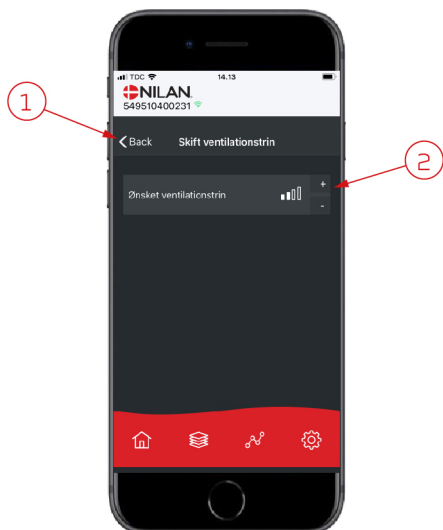 TDC 14.13
NILAN
549510400231
Back Skift ventilationstrin
Ønsket ventilationstrin + -
1
2